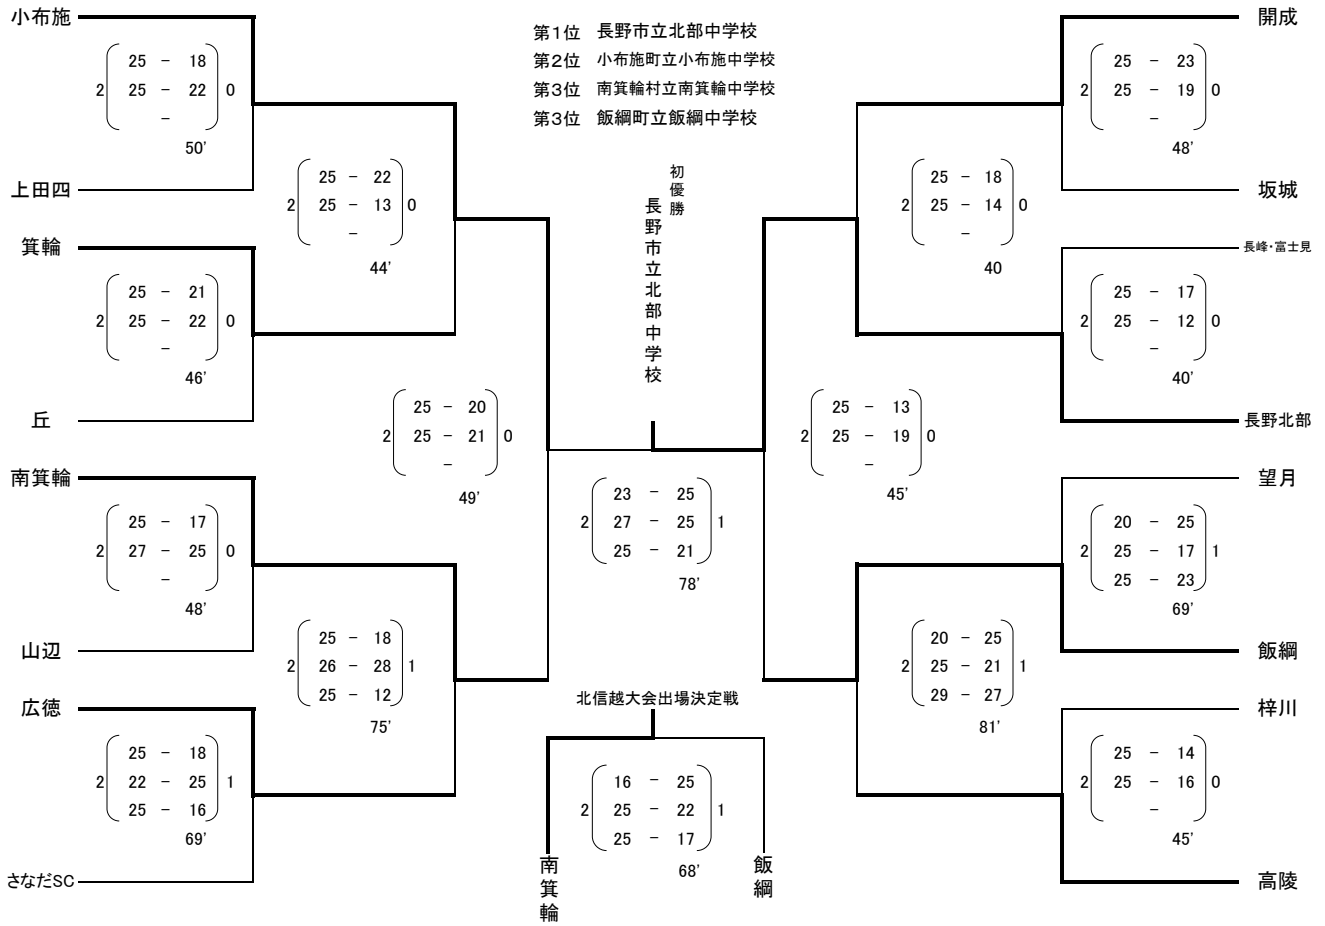 第1位 長野市立北部中学校
第2位 小布施町立小布施中学校
第3位 南箕輪村立南箕輪中学校
第3位 飯綱町立飯綱中学校
初優勝
長野市立北部中学校
小布施
2 25 - 18 0
25 - 22
-
50'
上田四
箕輪
2 25 - 21 0
25 - 22
-
46'
丘
南箕輪
2 25 - 17 0
27 - 25
-
48'
山辺
広徳
2 25 - 18 1
22 - 25
25 - 16
69'
さなだSC
2 25 - 22 0
25 - 13
-
44'
2 25 - 18 1
26 - 28
25 - 12
75'
2 25 - 20 0
25 - 21
-
49'
2 23 - 25 1
27 - 25
25 - 21
78'
2 25 - 13 0
25 - 19
-
45'
2 25 - 18 0
25 - 14
-
40
2 20 - 25 1
25 - 21
29 - 27
81'
開成
2 25 - 23 0
25 - 19
-
48'
坂城
長峰・富士見
2 25 - 17 0
25 - 12
-
40'
長野北部
望月
2 20 - 25 1
25 - 17
25 - 23
69'
飯綱
梓川
2 25 - 14 0
25 - 16
-
45'
高陵
北信越大会出場決定戦
2 16 - 25 1
25 - 22
25 - 17
68'
南箕輪
飯綱